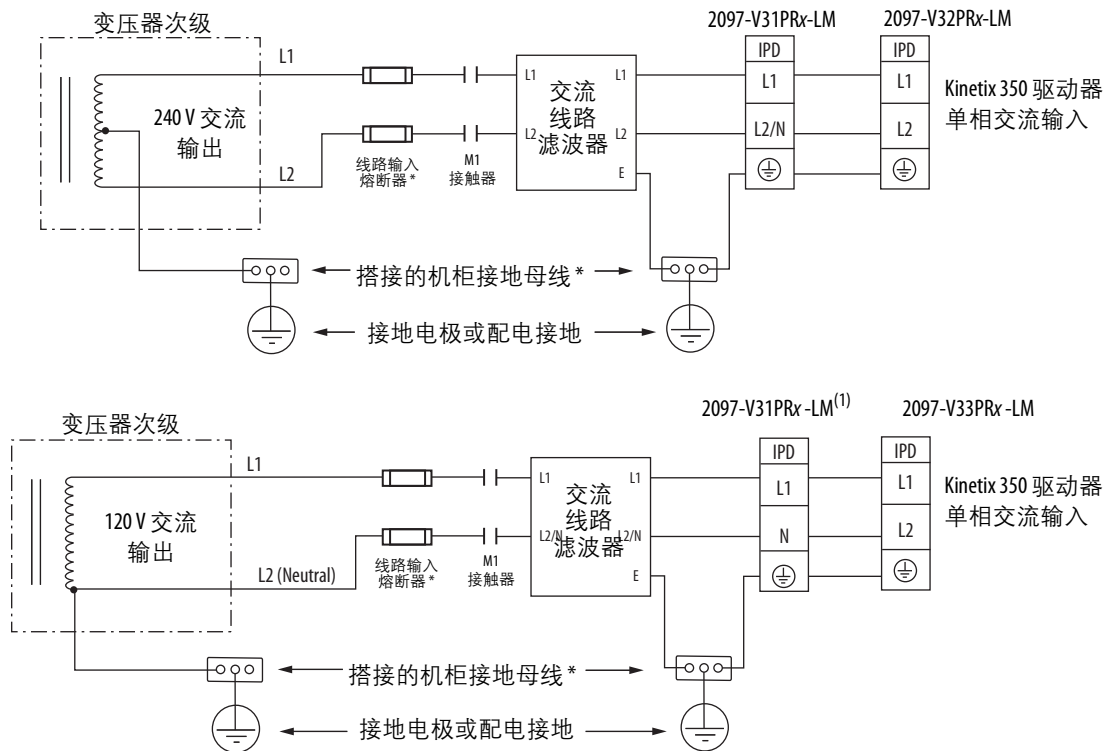 变压器次级
240 V 交流
输出
L1
L2
线路输入
熔断器*
M1
接触器
L1
L2
交流
线路
滤波器
L1
L2
E
2097-V31PRx-LM
IPD
L1
L2/N
2097-V32PRx-LM
IPD
L1
L2
Kinetix 350 驱动器
单相交流输入
搭接的机柜接地母线*
接地电极或配电接地
变压器次级
120 V 交流
输出
L1
L2 (Neutral)
线路输入
熔断器*
M1
接触器
L1
L2/N
交流
线路
滤波器
L1
L2/N
E
2097-V31PRx -LM(1)
IPD
L1
N
2097-V33PRx -LM
IPD
L1
L2
Kinetix 350 驱动器
单相交流输入
搭接的机柜接地母线*
接地电极或配电接地